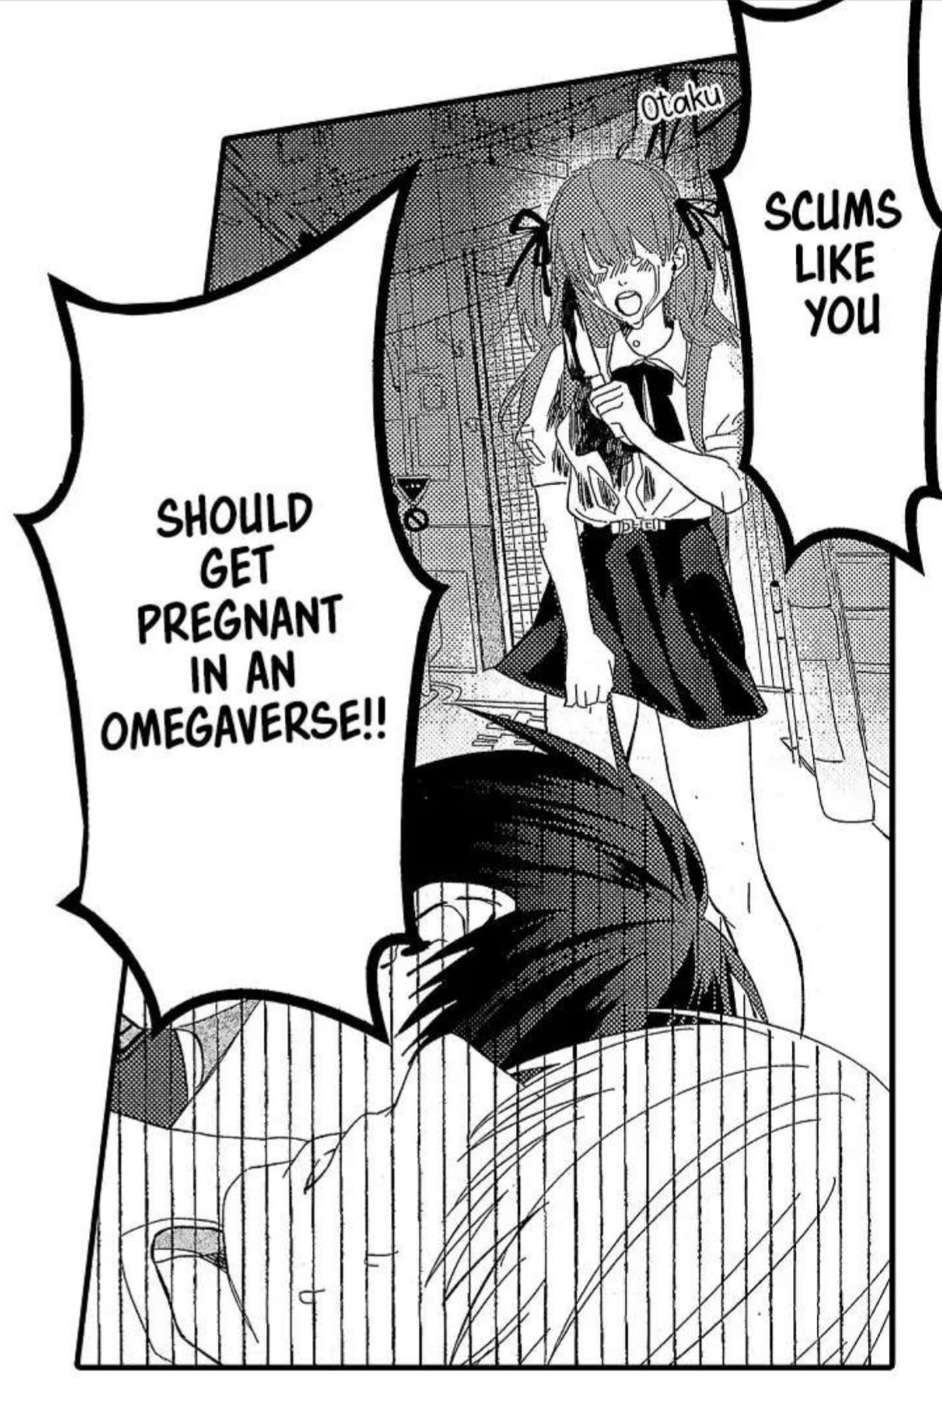 Otaku
SCUMS
LIKE
YOU
SHOULD
GET
PREGNANT
IN AN
OMEGAVERSE!!